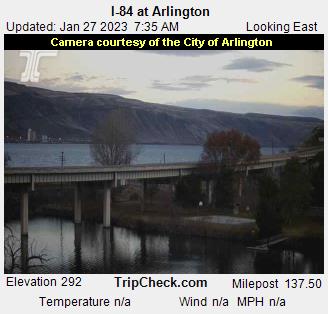 I-84 at Arlington
Updated: Jan 27 2023 7:35 AM Looking East
Camera courtesy of the City of Arlington
Elevation 292 TripCheck.com Milepost 137.50
Temperature n/a Wind n/a MPH n/a